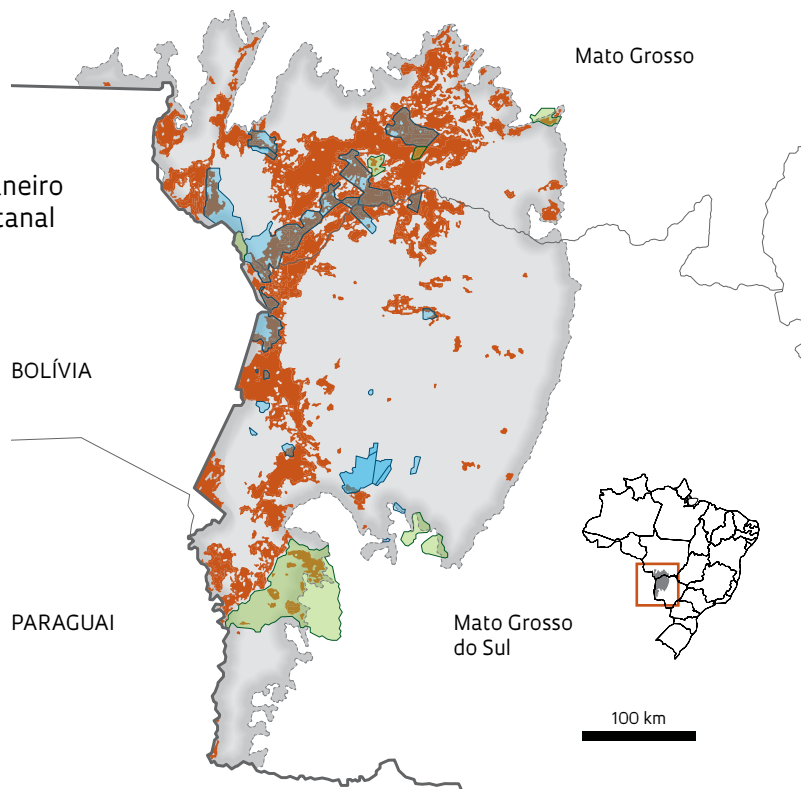 Mato Grosso
aneiro
tanal
BOLÍVIA
PARAGUAI
Mato Grosso
do Sul
100 km